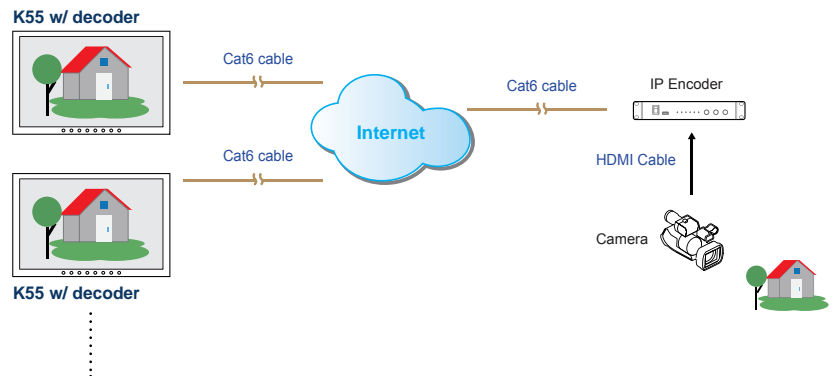 K55 w/ decoder
Cat6 cable
Cat6 cable
IP Encoder
Internet
Cat6 cable
HDMI Cable
Camera
K55 w/ decoder